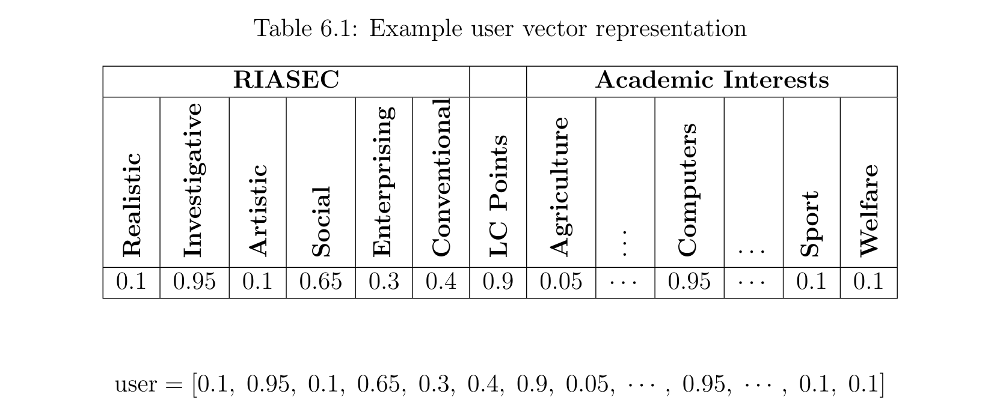 Table 6.1: Example user vector representation
RIASEC Academic Interests
Realistic Investigative Artistic Social Enterprising Conventional LC Points Agriculture ... Computers ... Sport Welfare
0.1 0.95 0.1 0.65 0.3 0.4 0.9 0.05 ⋯ 0.95 ⋯ 0.1 0.1
user = [0.1, 0.95, 0.1, 0.65, 0.3, 0.4, 0.9, 0.05, ⋯ , 0.95, ⋯ , 0.1, 0.1]